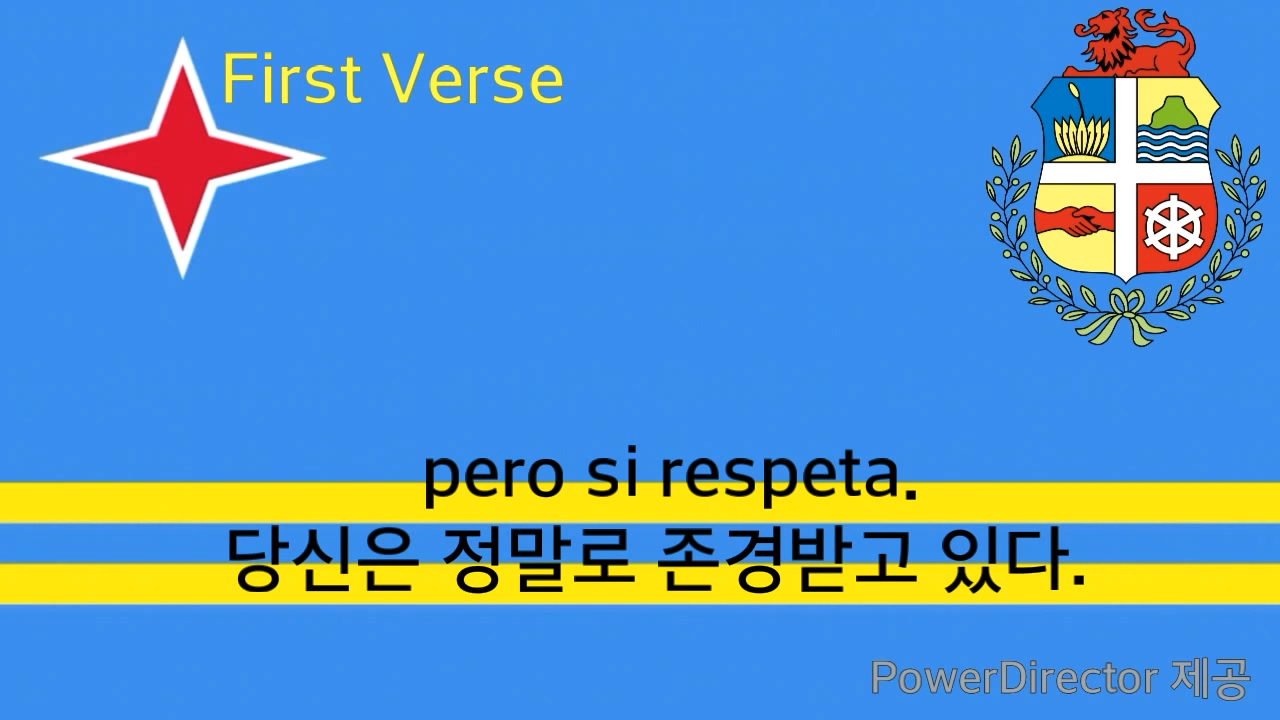 First Verse
pero si respeta.
당신은 정말로 존경받고 있다.
PowerDirector 제공